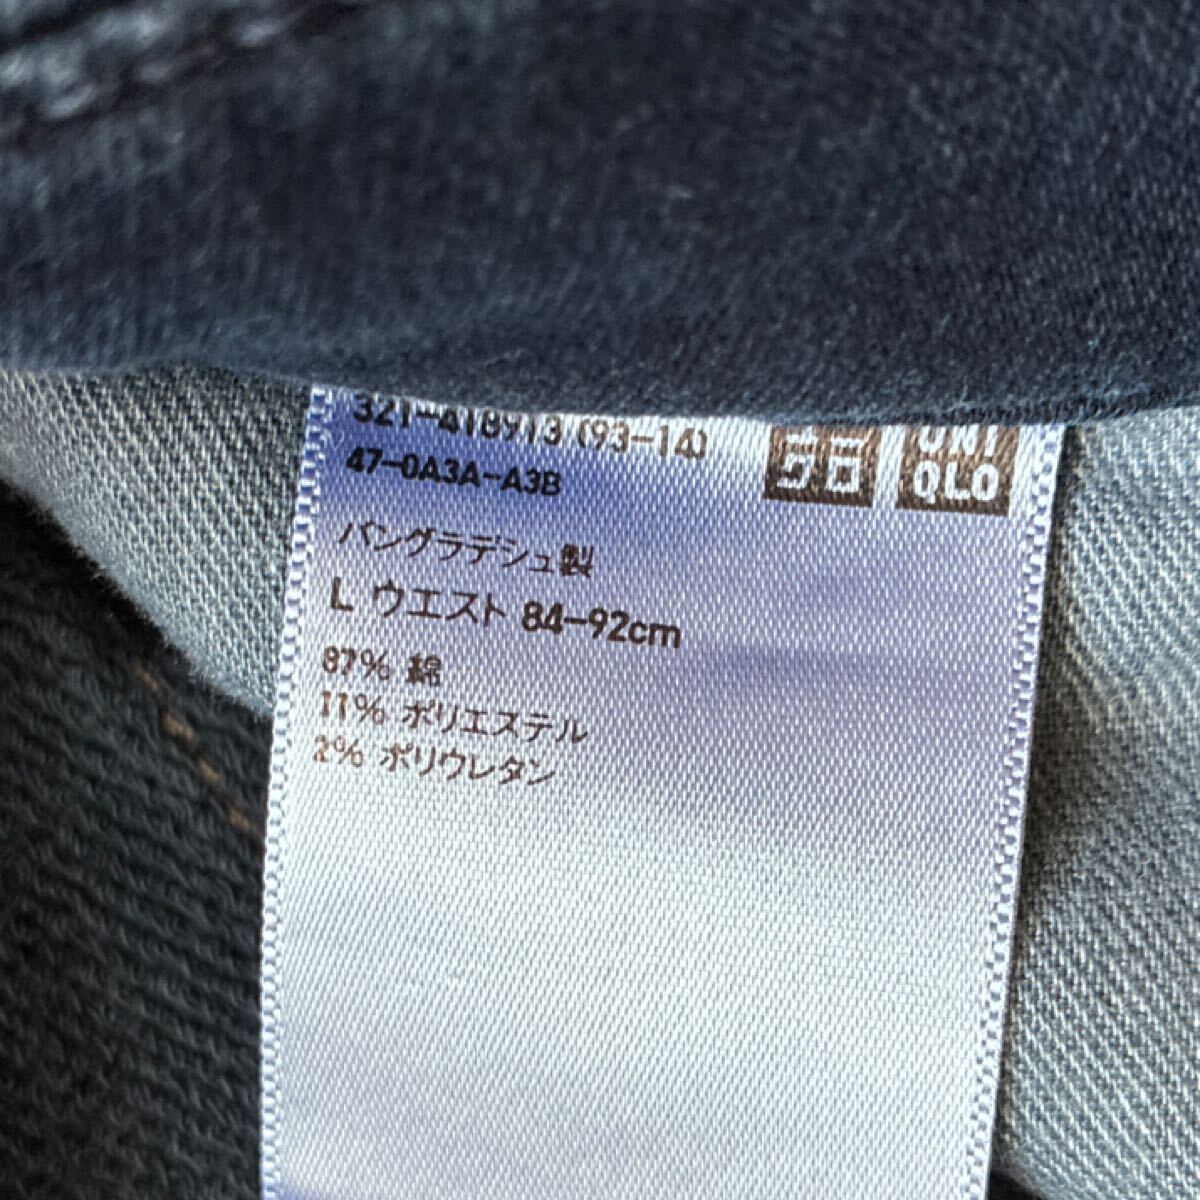 321-418913 (93-14)
47-0A3A-A3B
ユニ
クロ
UNI
QLO
バングラデシュ製
L ウエスト 84-92cm
87% 綿
11% ポリエステル
2% ポリウレタン